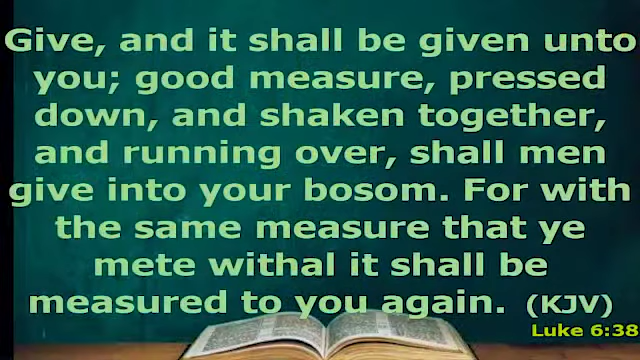 Give, and it shall be given unto
you; good measure, pressed
down, and shaken together,
and running over, shall men
give into your bosom. For with
the same measure that ye
mete withal it shall be
measured to you again. (KJV)
Luke 6:38